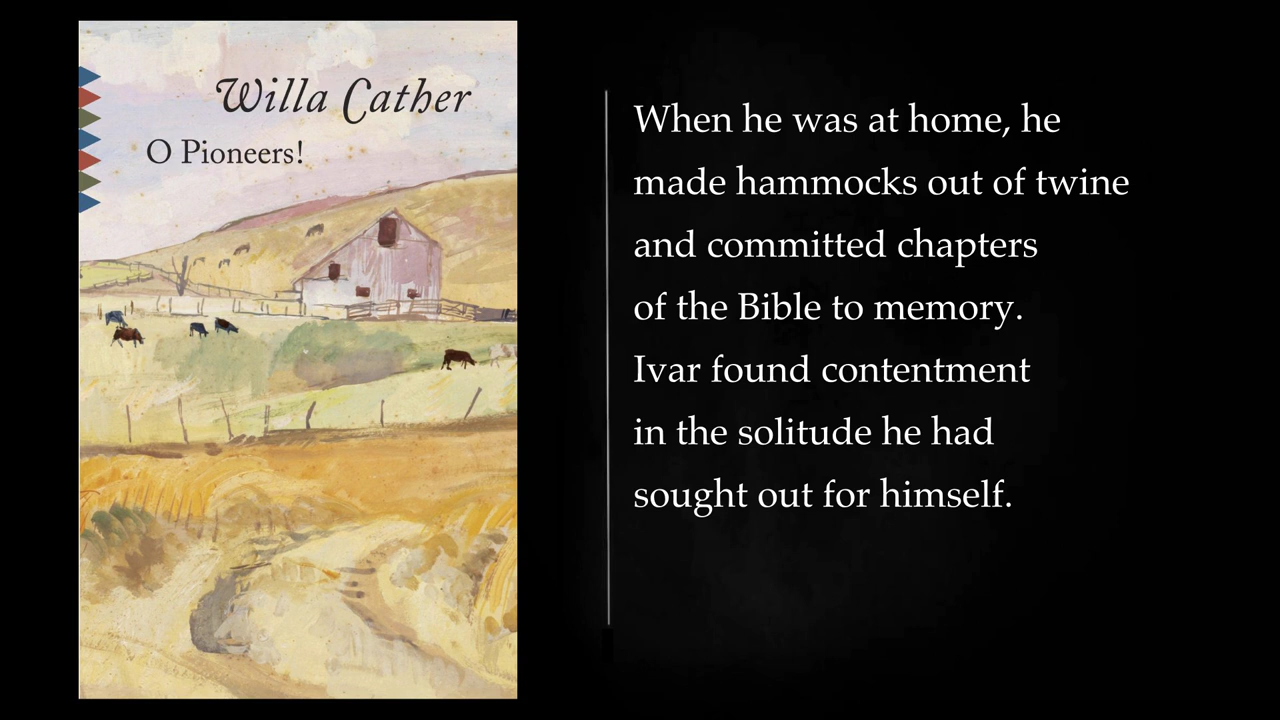 Willa Cather
O Pioneers!
When he was at home, he
made hammocks out of twine
and committed chapters
of the Bible to memory.
Ivar found contentment
in the solitude he had
sought out for himself.